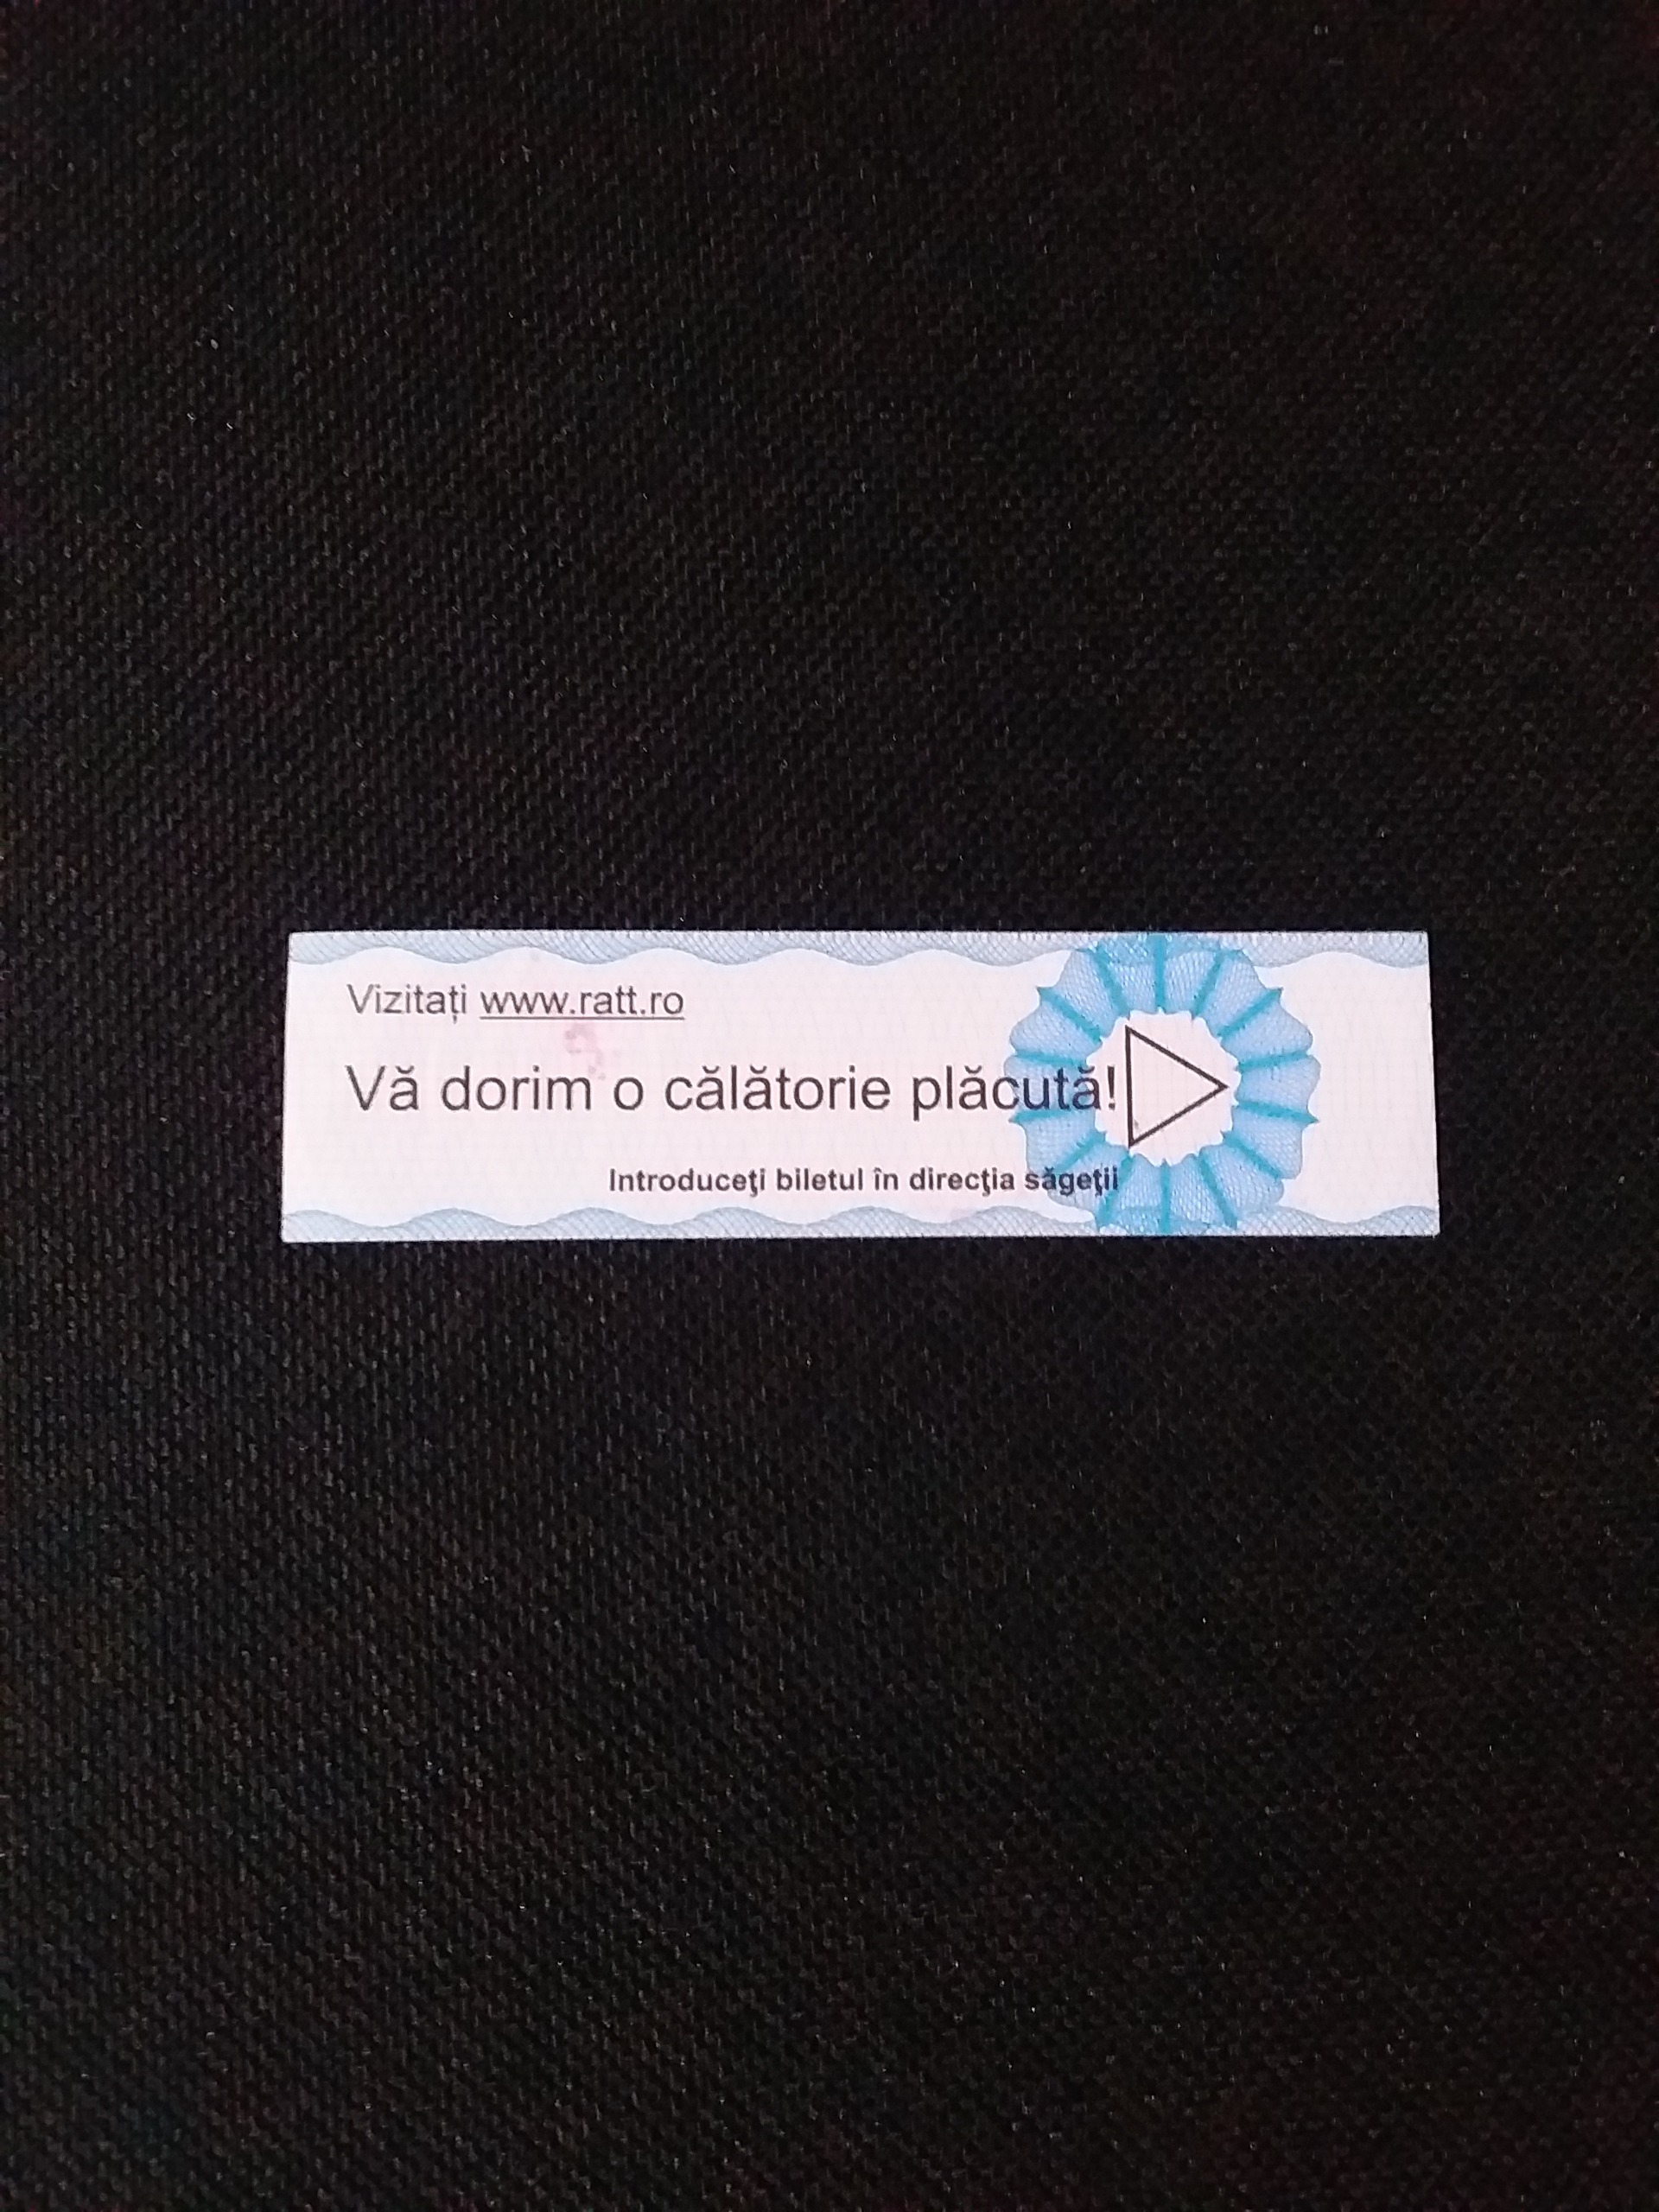 Vizitați www.ratt.ro
Vă dorim o călătorie plăcută!
Introduceţi biletul în direcţia săgeţii